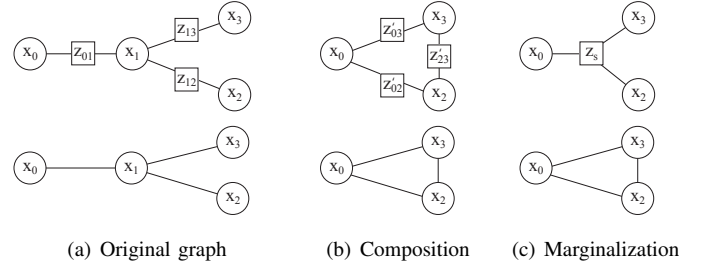 x₀ z₀₁ x₁ z₁₃ x₃ z₁₂ x₂
x₀ z′₀₃ x₃ z′₂₃ z′₀₂ x₂
x₀ zₛ x₃ x₂
x₀ x₁ x₃ x₂
x₀ x₃ x₂
x₀ x₃ x₂
(a) Original graph
(b) Composition
(c) Marginalization